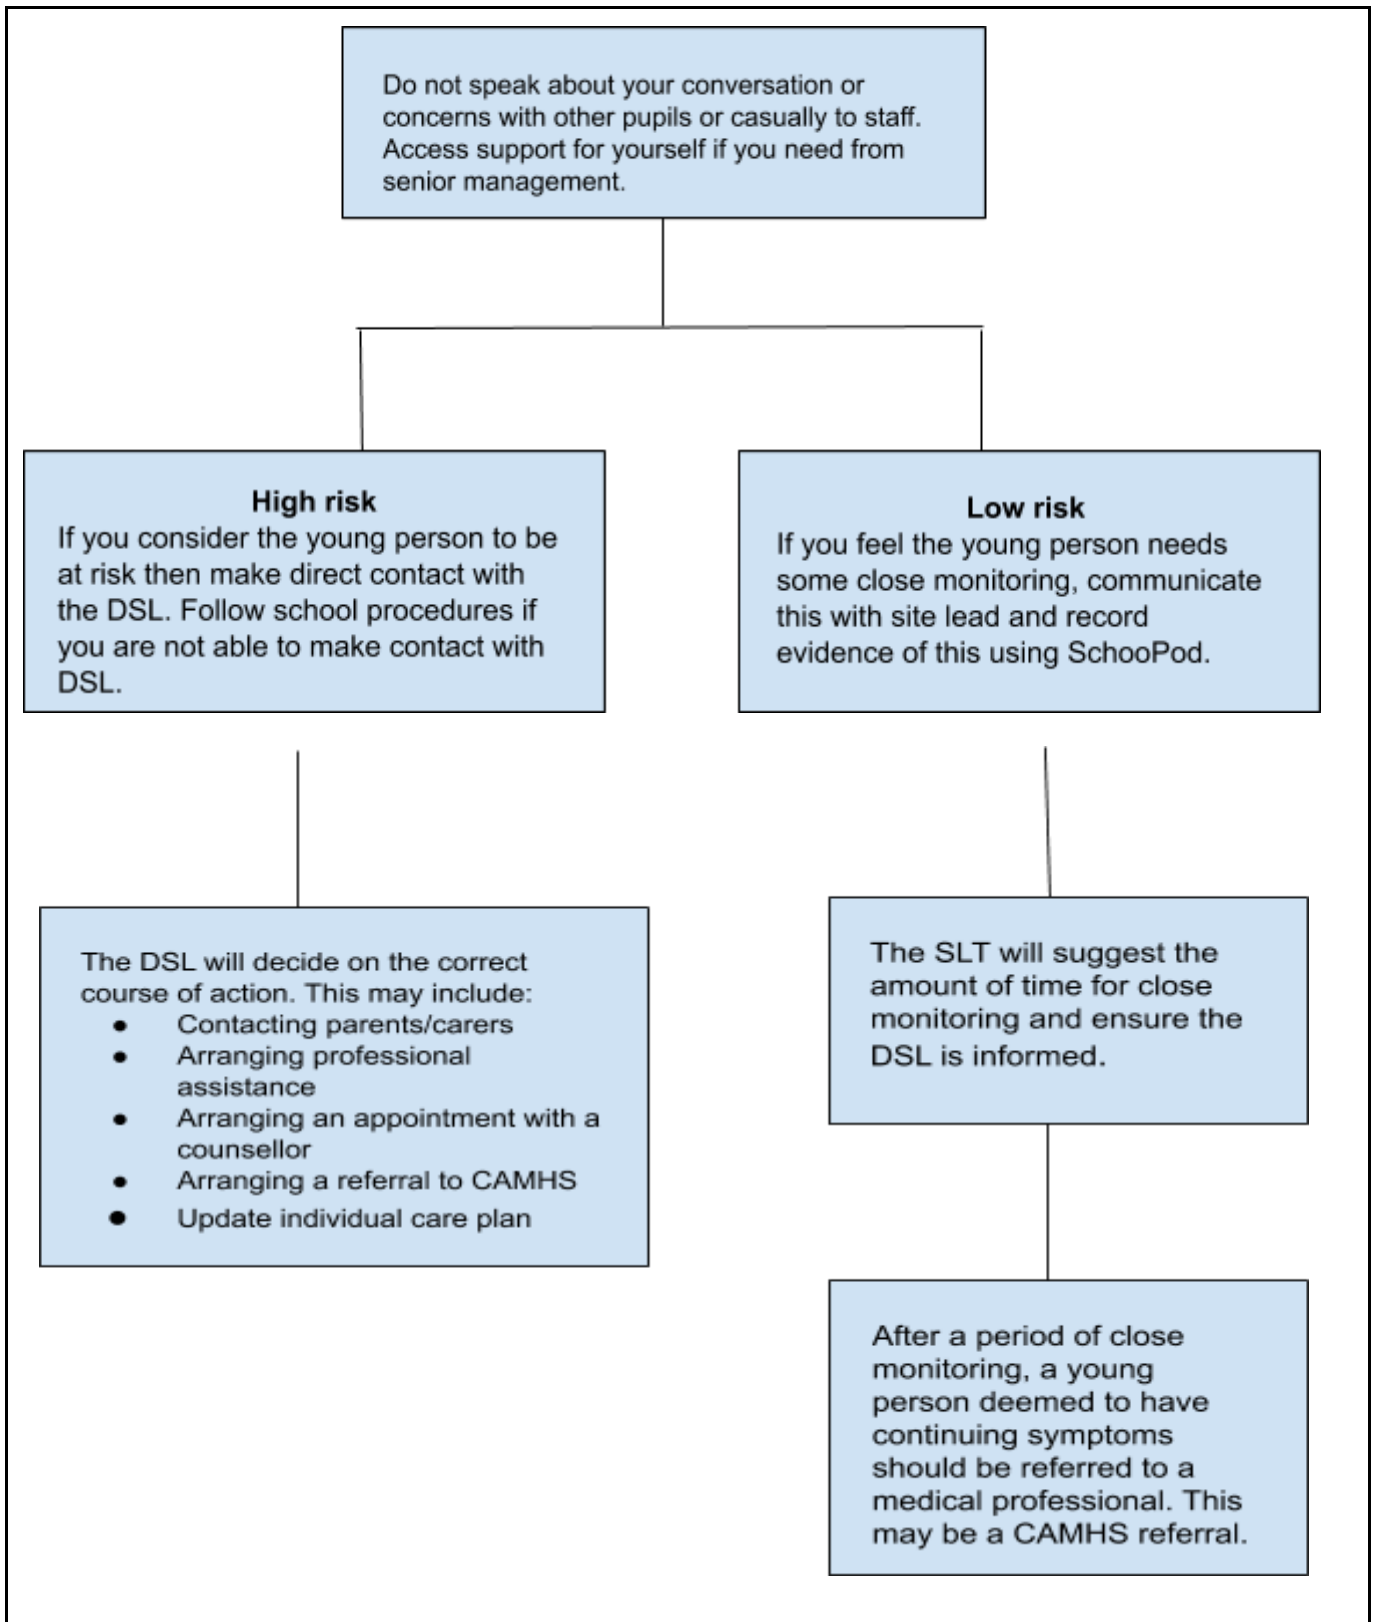 Do not speak about your conversation or
concerns with other pupils or casually to staff.
Access support for yourself if you need from
senior management.
High risk
If you consider the young person to be
at risk then make direct contact with
the DSL. Follow school procedures if
you are not able to make contact with
DSL.
Low risk
If you feel the young person needs
some close monitoring, communicate
this with site lead and record
evidence of this using SchooPod.
The DSL will decide on the correct
course of action. This may include:
● Contacting parents/carers
● Arranging professional
assistance
● Arranging an appointment with a
counsellor
● Arranging a referral to CAMHS
● Update individual care plan
The SLT will suggest the
amount of time for close
monitoring and ensure the
DSL is informed.
After a period of close
monitoring, a young
person deemed to have
continuing symptoms
should be referred to a
medical professional. This
may be a CAMHS referral.